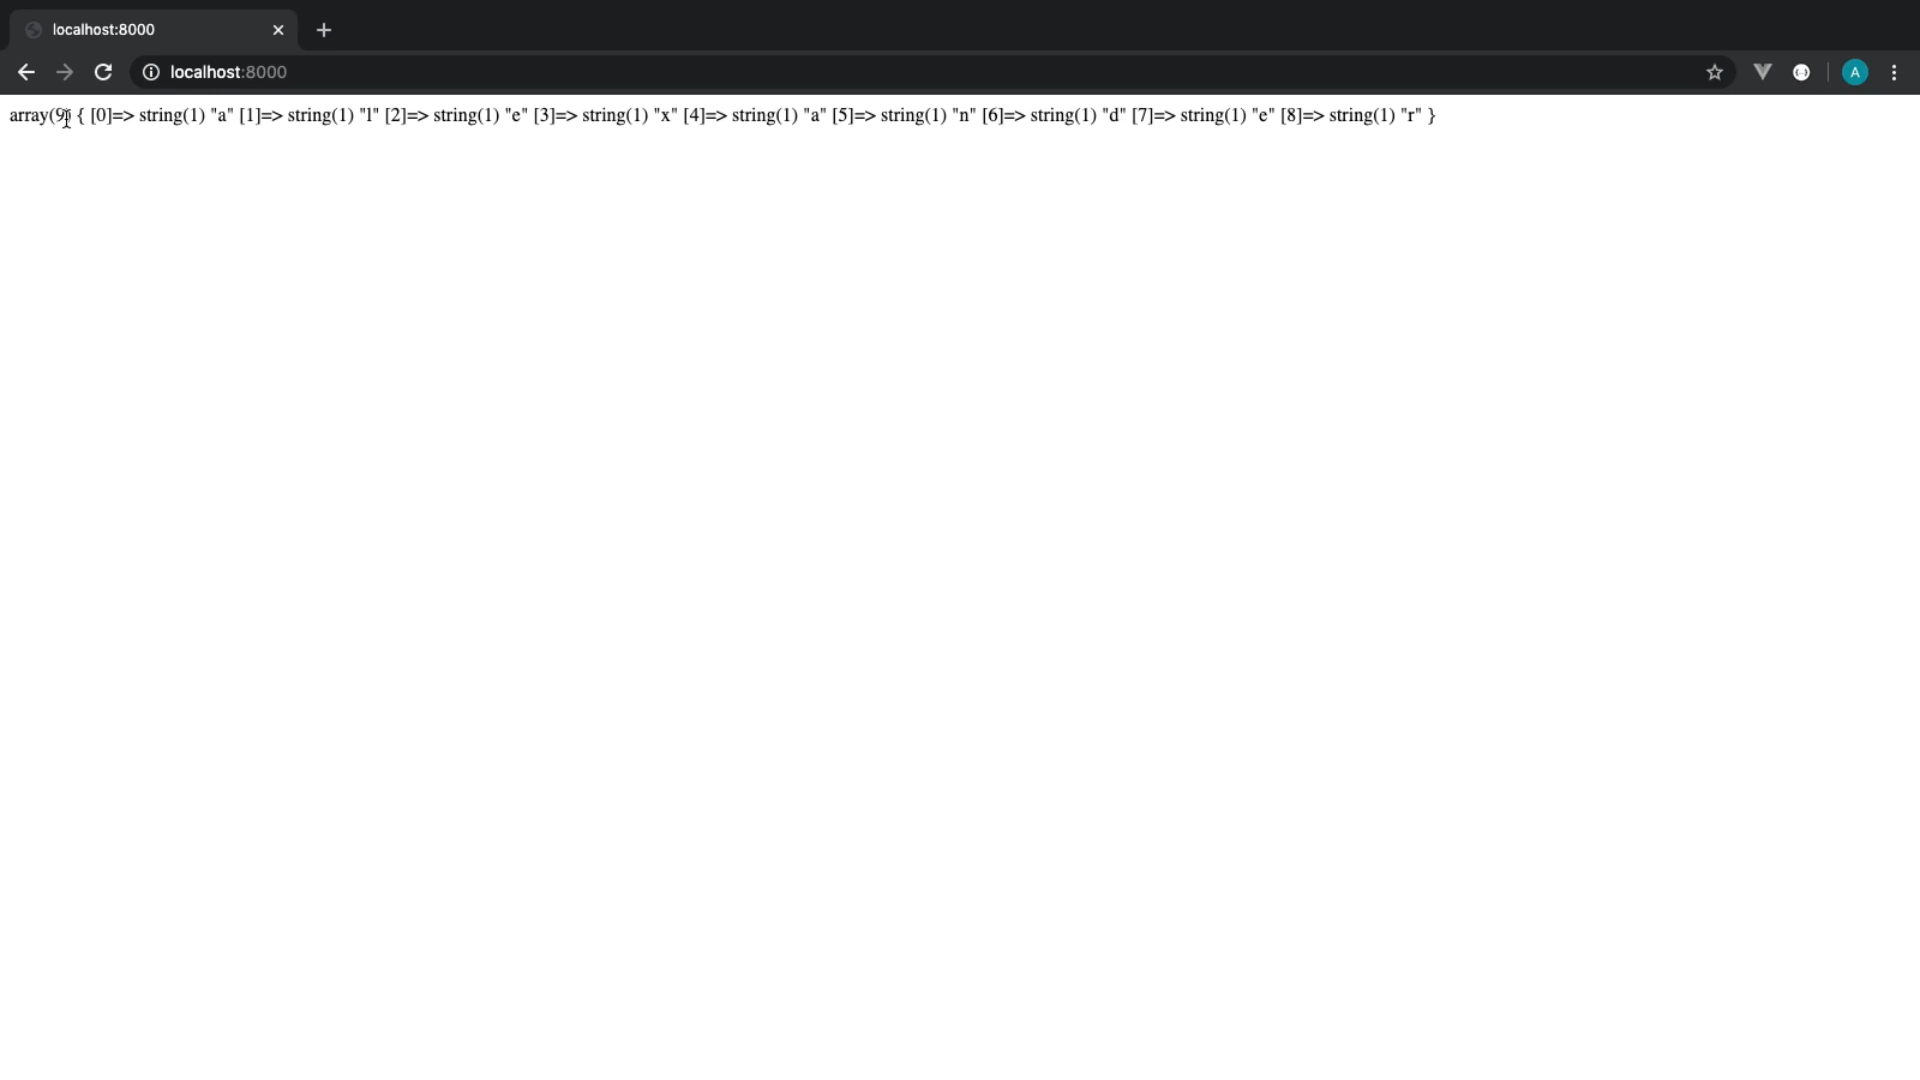 localhost:8000
localhost:8000
A
array(9) { [0]=> string(1) "a" [1]=> string(1) "l" [2]=> string(1) "e" [3]=> string(1) "x" [4]=> string(1) "a" [5]=> string(1) "n" [6]=> string(1) "d" [7]=> string(1) "e" [8]=> string(1) "r" }